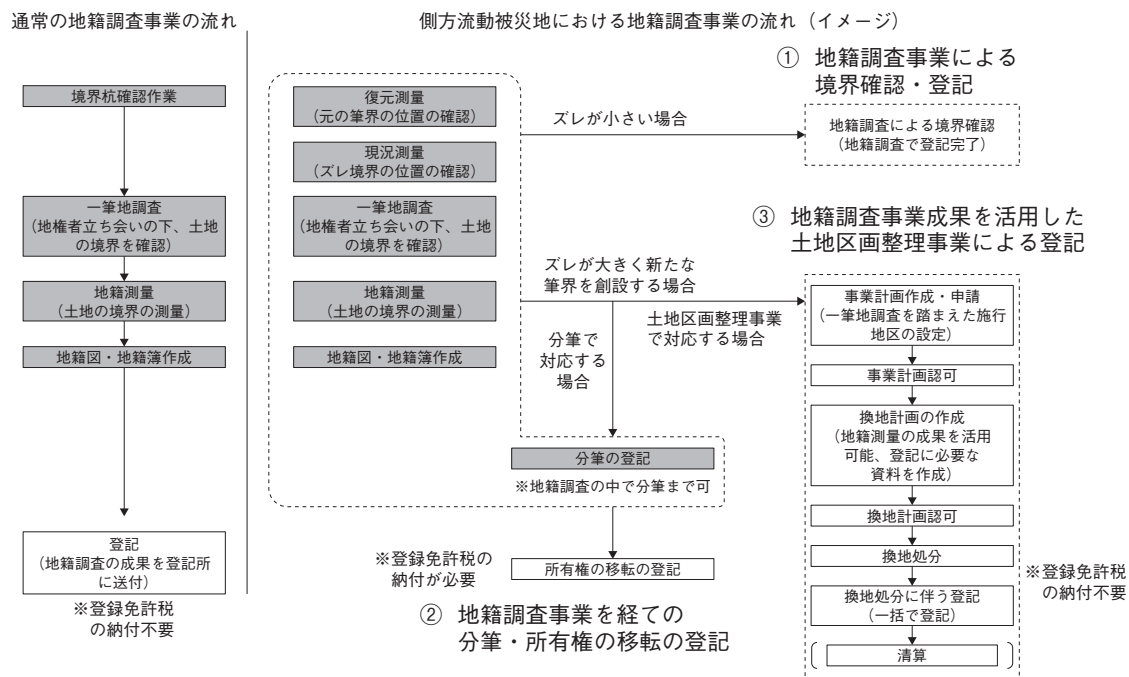 通常の地籍調査事業の流れ
境界杭確認作業
一筆地調査
(地権者立ち会いの下、土地
の境界を確認)
地籍測量
(土地の境界の測量)
地籍図・地籍簿作成
登記
(地籍調査の成果を登記所
に送付)
※登録免許税
の納付不要
側方流動被災地における地籍調査事業の流れ(イメージ)
復元測量
(元の筆界の位置の確認)
現況測量
(ズレ境界の位置の確認)
一筆地調査
(地権者立ち会いの下、土地
の境界を確認)
地籍測量
(土地の境界の測量)
地籍図・地籍簿作成
ズレが小さい場合
① 地籍調査事業による
境界確認・登記
地籍調査による境界確認
(地籍調査で登記完了)
ズレが大きく新たな
筆界を創設する場合
分筆で
対応する
場合
土地区画整理事業
で対応する場合
分筆の登記
※地籍調査の中で分筆まで可
※登録免許税の
納付が必要
所有権の移転の登記
② 地籍調査事業を経ての
分筆・所有権の移転の登記
③ 地籍調査事業成果を活用した
土地区画整理事業による登記
事業計画作成・申請
(一筆地調査を踏まえた施行
地区の設定)
事業計画認可
換地計画の作成
(地籍測量の成果を活用
可能、登記に必要な
資料を作成)
換地計画認可
換地処分
換地処分に伴う登記
(一括で登記)
清算
※登録免許税
の納付不要